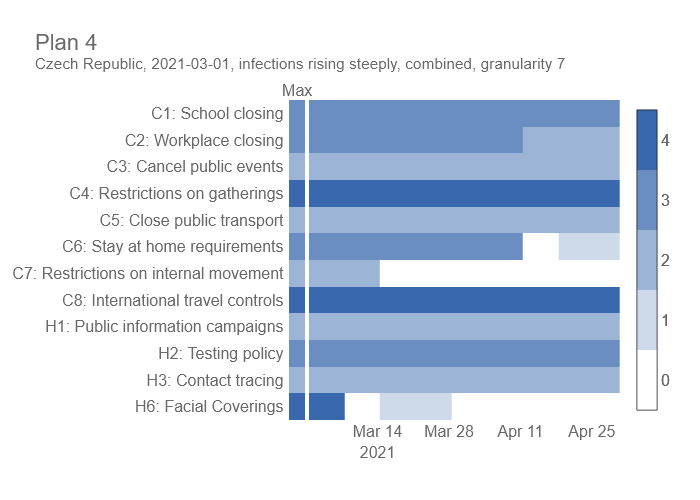 Plan 4
Czech Republic, 2021-03-01, infections rising steeply, combined, granularity 7
Max
C1: School closing
C2: Workplace closing
C3: Cancel public events
C4: Restrictions on gatherings
C5: Close public transport
C6: Stay at home requirements
C7: Restrictions on internal movement
C8: International travel controls
H1: Public information campaigns
H2: Testing policy
H3: Contact tracing
H6: Facial Coverings
Mar 14 Mar 28 Apr 11 Apr 25
2021
4
3
2
1
0